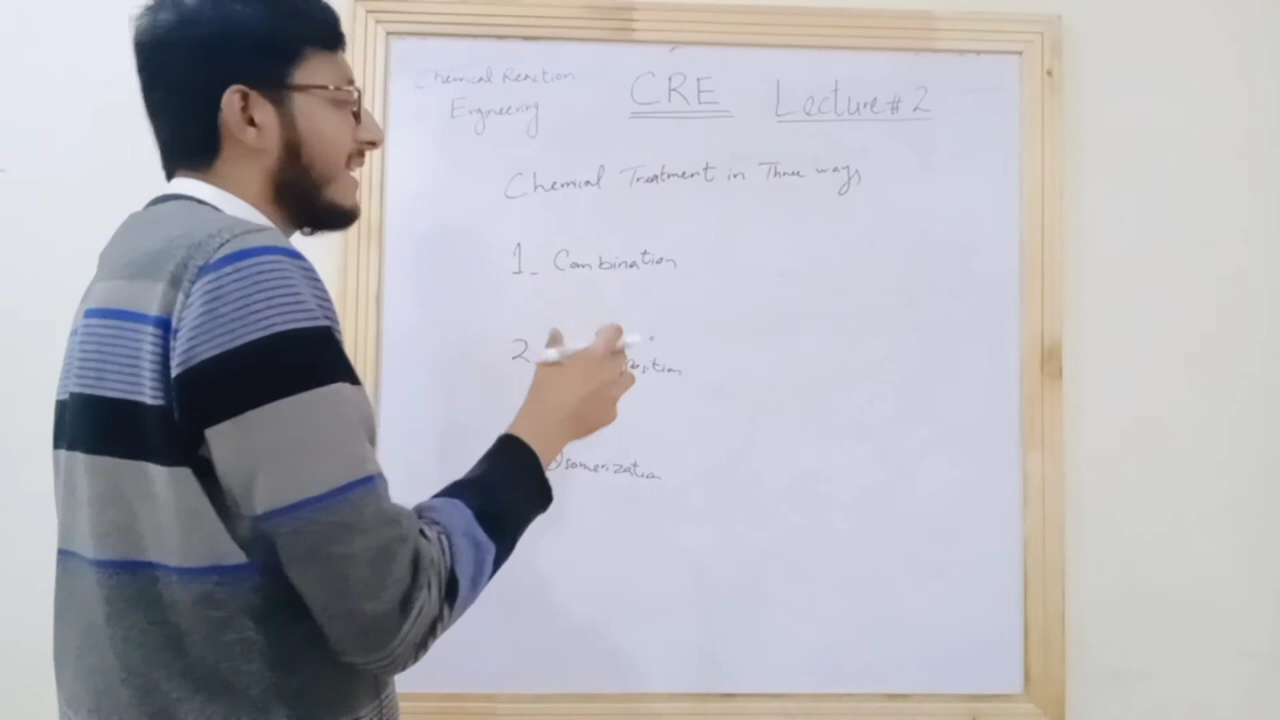 Chemical Reaction
Engineering
CRE
Lecture # 2
Chemical Treatment in Three ways
1_ Combination
2
Isomerization